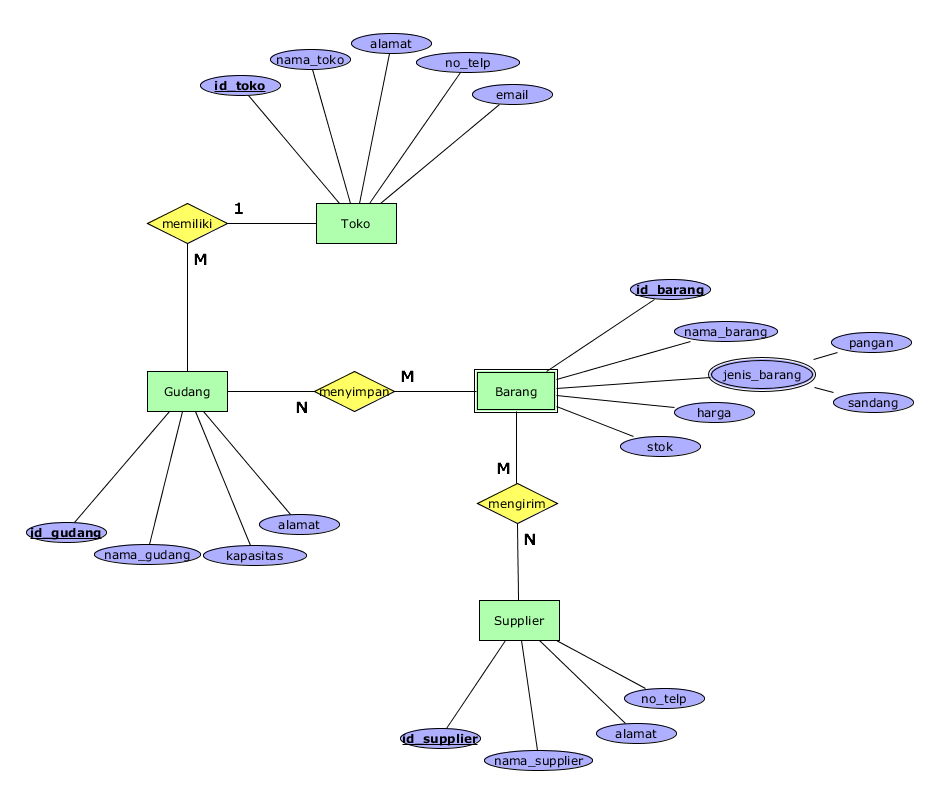 alamat
nama_toko
no_telp
id_toko
email
1
memiliki
Toko
M
id_barang
nama_barang
pangan
jenis_barang
M
Gudang
menyimpan
Barang
N
sandang
harga
stok
M
mengirim
id_gudang
alamat
N
nama_gudang
kapasitas
Supplier
no_telp
id_supplier
alamat
nama_supplier